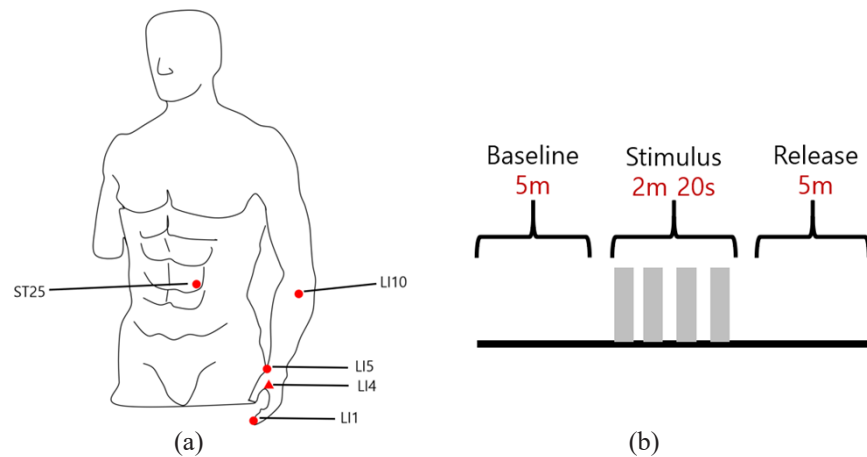 ST25
LI10
LI5
LI4
LI1
(a)
Baseline Stimulus Release
5m 2m 20s 5m
(b)